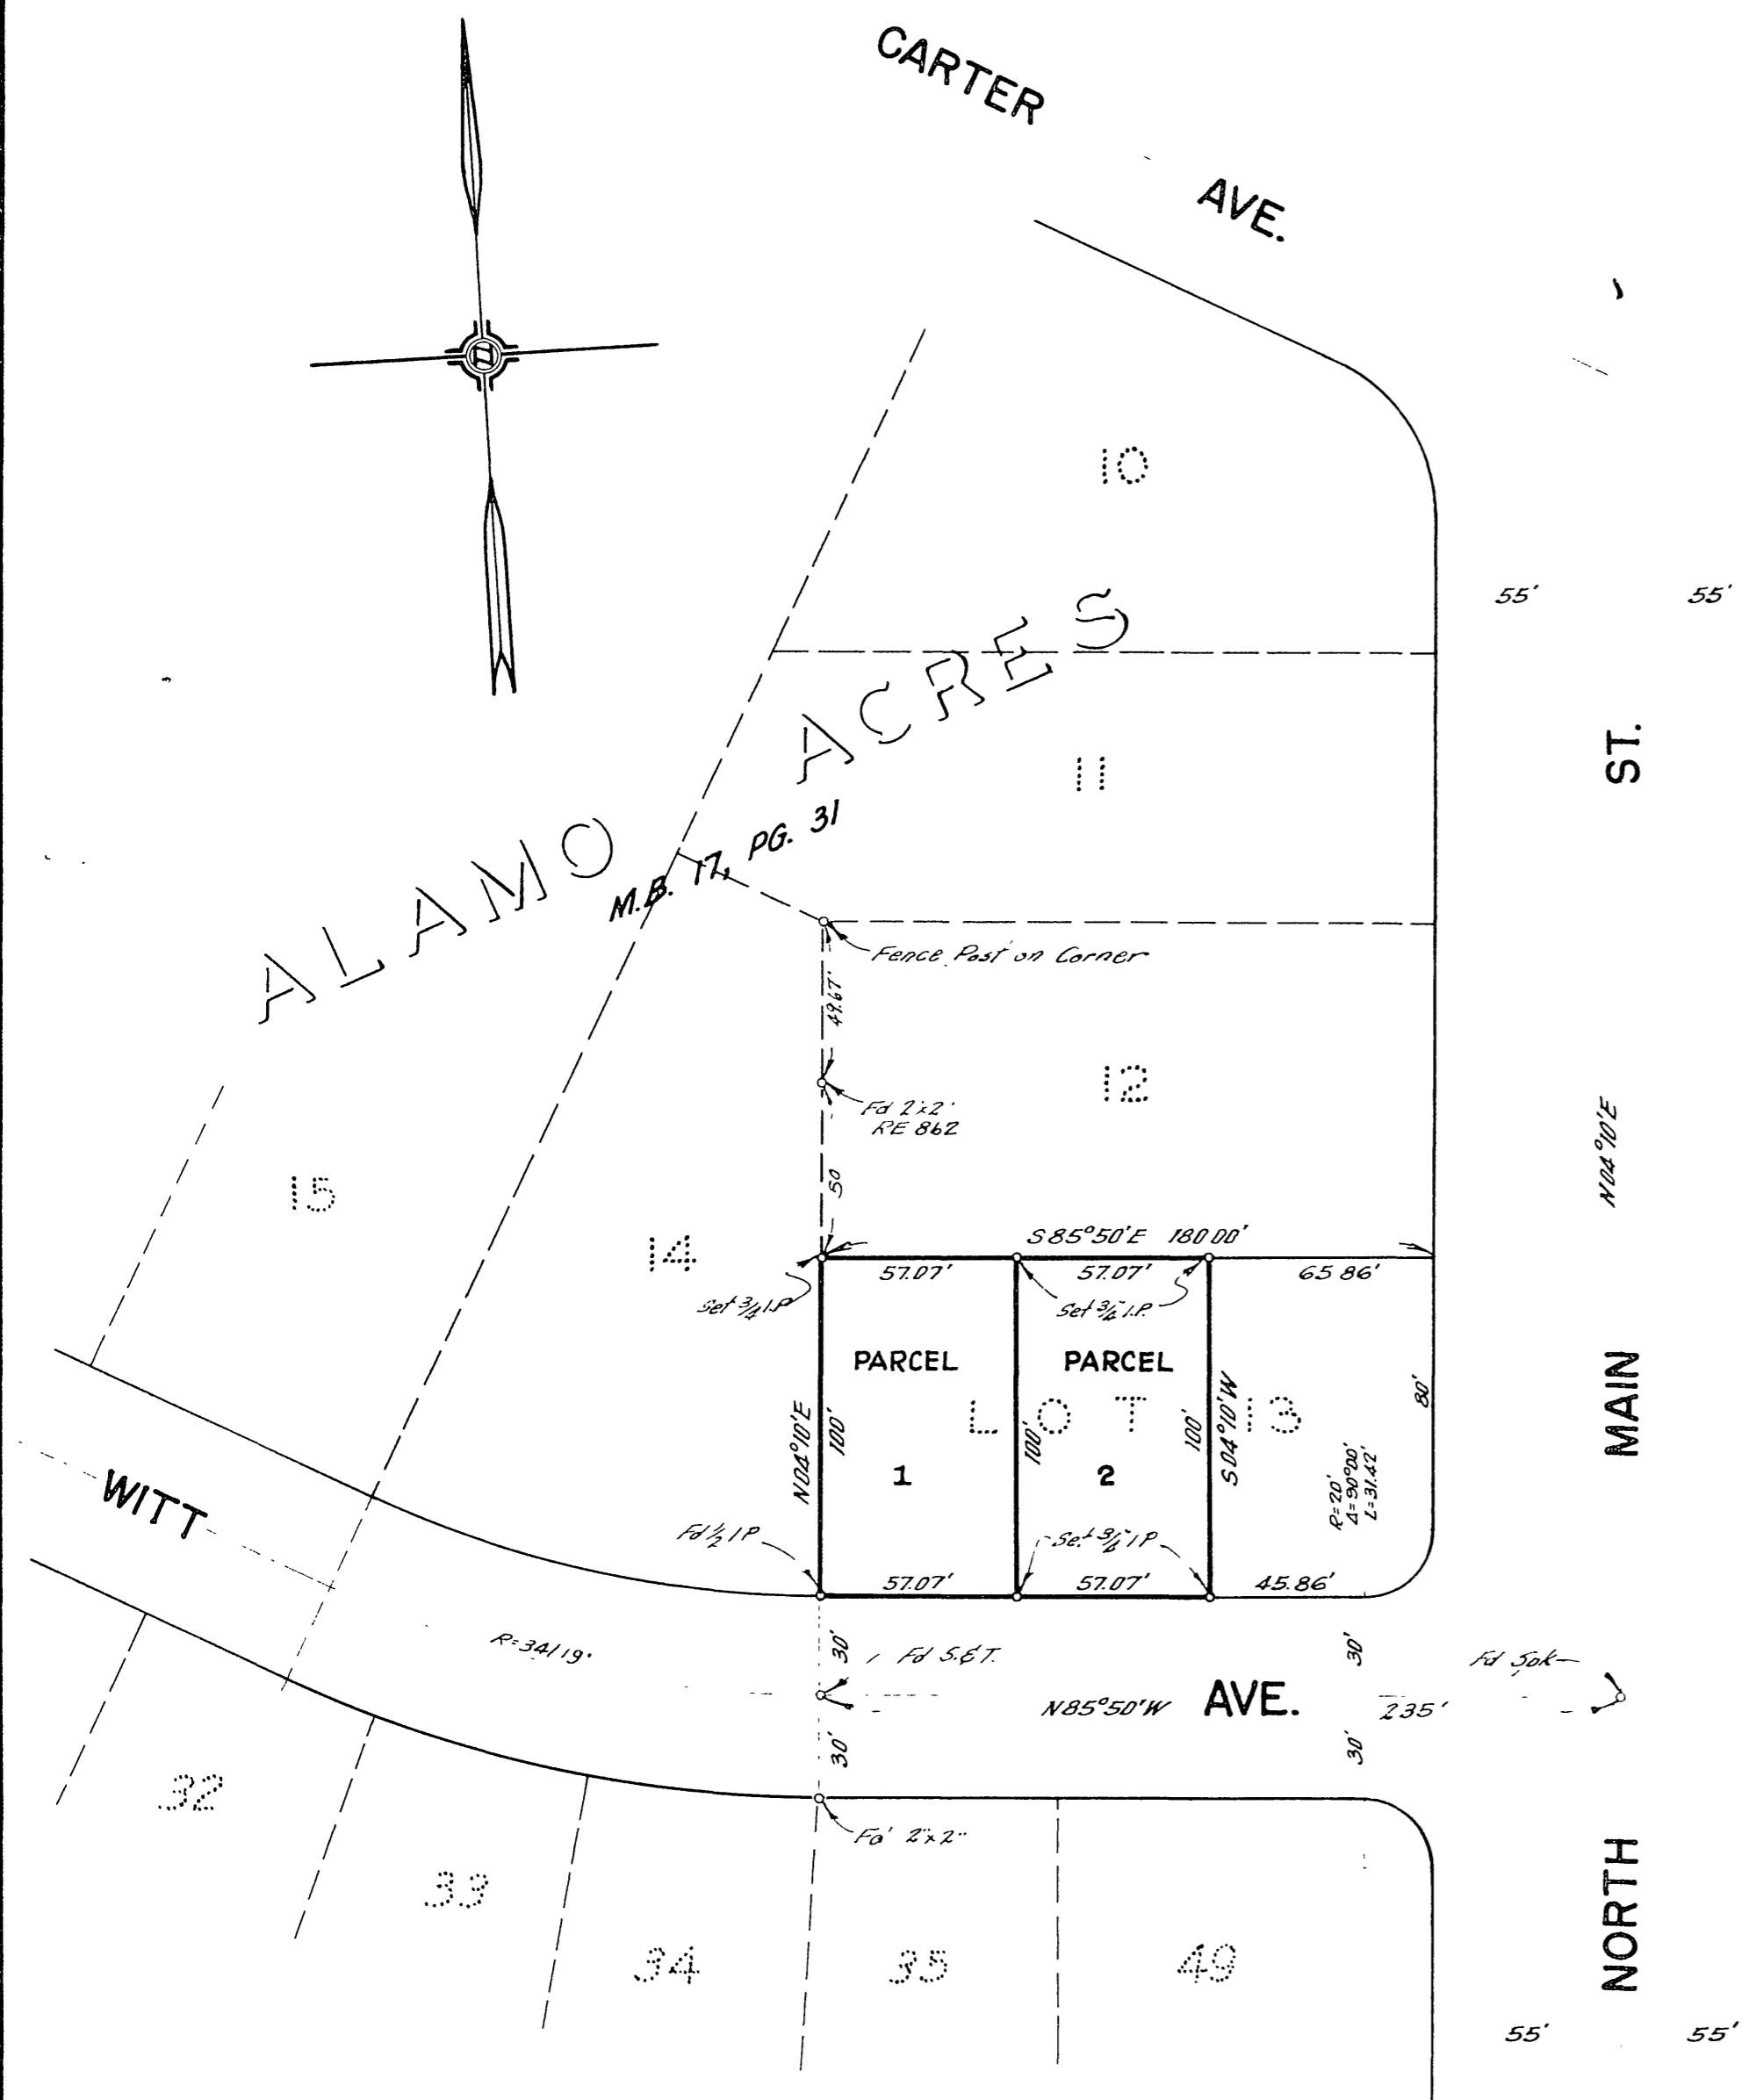 CARTER
AVE.
N
10
55'
55'
ALAMO ACRES
ST.
11
M.B. 17, PG. 31
Fence Post on Corner
49.67'
12
Fd 2"x2"
RE 862
N04°10'E
15
50
14
S85°50'E 180.00'
57.07'
57.07'
65.86'
Set 3/4 I.P.
Set 3/4" I.P.
PARCEL
PARCEL
MAIN
80'
LOT 13
N04°10'E
100'
100'
100'
S04°10'W
1
2
R=20'
Δ=90°00'
L=31.42'
WITT
Fd 1/2 I.P.
Set 3/4" I.P.
57.07'
57.07'
45.86'
R=341.19'
30'
Fd S.&T.
30'
Fd Spk
N85°50'W
AVE.
235'
30'
30'
32
Fd 2"x2"
33
NORTH
34
35
49
55'
55'